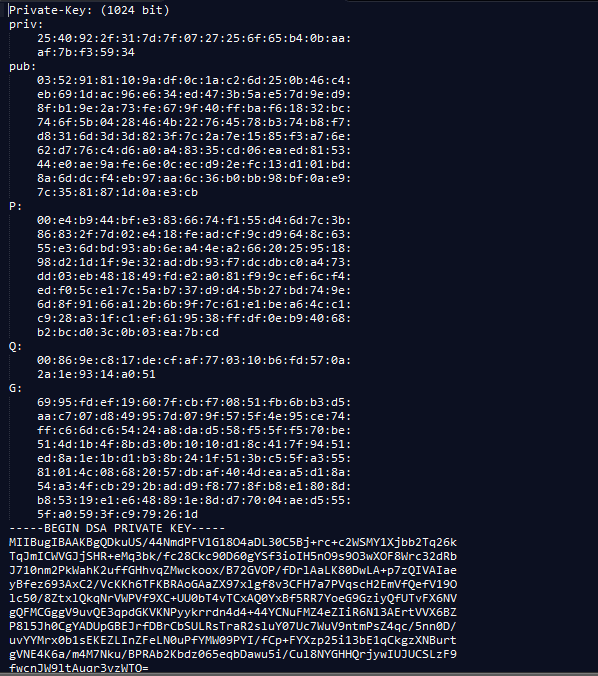 Private-Key: (1024 bit)
priv:
25:40:92:2f:31:7d:7f:07:27:25:6f:65:b4:0b:aa:
af:7b:f3:59:34
pub:
03:52:91:81:10:9a:df:0c:1a:c2:6d:25:0b:46:c4:
eb:69:1d:ac:96:e6:34:ed:47:3b:5a:e5:7d:9e:d9:
8f:b1:9e:2a:73:fe:67:9f:40:ff:ba:f6:18:32:bc:
74:6f:5b:04:28:46:4b:22:76:45:78:b3:74:b8:f7:
d8:31:6d:3d:3d:82:3f:7c:2a:7e:15:85:f3:a7:6e:
62:d7:76:c4:d6:a0:a4:83:35:cd:06:ea:ed:81:53:
44:e0:ae:9a:fe:6e:0c:ec:d9:2e:fc:13:d1:01:bd:
8a:6d:dc:f4:eb:97:aa:6c:36:b0:bb:98:bf:0a:e9:
7c:35:81:87:1d:0a:e3:cb
P:
00:e4:b9:44:bf:e3:83:66:74:f1:55:d4:6d:7c:3b:
86:83:2f:7d:02:e4:18:fe:ad:cf:9c:d9:64:8c:63:
55:e3:6d:bd:93:ab:6e:a4:4e:a2:66:20:25:95:18:
98:d2:1d:1f:9e:32:ad:db:93:f7:dc:db:c0:a4:73:
dd:03:eb:48:18:49:fd:e2:a0:81:f9:9c:ef:6c:f4:
ed:f0:5c:e1:7c:5a:b7:37:d9:d4:5b:27:bd:74:9e:
6d:8f:91:66:a1:2b:6b:9f:7c:61:e1:be:a6:4c:c1:
c9:28:a3:1f:c1:ef:61:95:38:ff:df:0e:b9:40:68:
b2:bc:d0:3c:0b:03:ea:7b:cd
Q:
00:86:9e:c8:17:de:cf:af:77:03:10:b6:fd:57:0a:
2a:1e:93:14:a0:51
G:
69:95:fd:ef:19:60:7f:cb:f7:08:51:fb:6b:b3:d5:
aa:c7:07:d8:49:95:7d:07:9f:57:5f:4e:95:ce:74:
ff:c6:6d:c6:54:24:a8:da:d5:58:f5:5f:f5:70:be:
51:4d:1b:4f:8b:d3:0b:10:10:d1:8c:41:7f:94:51:
ed:8a:1e:1b:d1:b3:8b:24:1f:51:3b:c5:5f:a3:55:
81:01:4c:08:68:20:57:db:af:40:4d:ea:a5:d1:8a:
54:a3:4f:cb:29:2b:ad:d9:f8:77:8f:b8:e1:80:8d:
b8:53:19:e1:e6:48:89:1e:8d:d7:70:04:ae:d5:55:
5f:a0:59:3f:c9:79:26:1d
-----BEGIN DSA PRIVATE KEY-----
MIIBugIBAAKBgQDkuUS/44NmdPFV1G18O4aDL30C5Bj+rc+c2WSMY1Xjbb2Tq26k
TqJmICWVGJjSHR+eMq3bk/fc28Ckc90D60gYSf3ioIH5nO9s9O3wXOF8Wrc32dRb
J710nm2PkWahK2uffGHhvqZMwckoox/B72GVOP/fDrlAaLK80DwLA+p7zQIVAIae
yBfez693AxC2/VcKKh6TFKBRAoGAaZX97xlgf8v3CFH7a7PVqscH2EmVfQefV19O
lc50/8ZtxlQkqNrVWPVf9XC+UU0bT4vTCxAQ0YxBf5RR7YoeG9GziyQfUTvFX6NV
gQFMCGggV9uvQE3qpdGKVKNPyykrrdn4d4+44YCNuFMZ4eZIiR6N13AErtVVX6BZ
P8l5Jh0CgYADUpGBEJrfDBrCbSULRsTraR2sluY07Uc7WuV9ntmPsZ4qc/5nn0D/
uvYYMrx0b1sEKEZLInZFeLN0uPfYMW09PYI/fCp+FYXzp25i13bE1qCkgzXNBurt
gVNE4K6a/m4M7Nku/BPRAb2Kbdz065eqbDawu5i/Cul8NYGHHQrjywIUJUCSLzF9
fwcnJW9ltAuqr3vzWTQ=